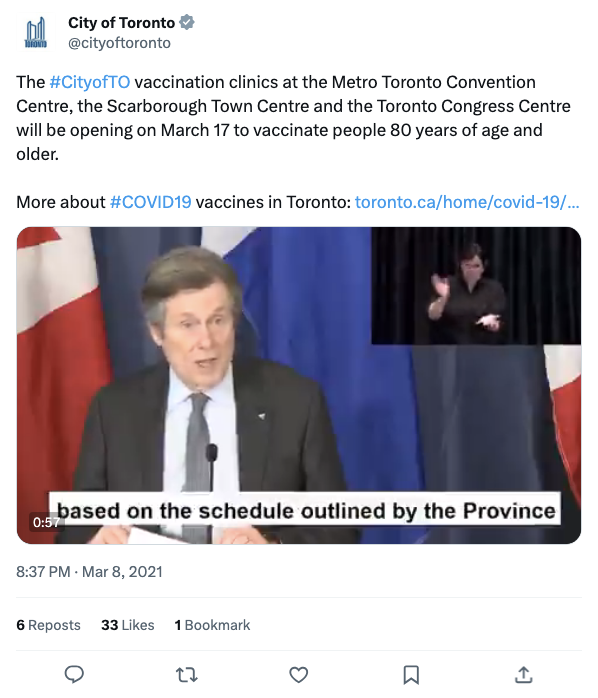 City of Toronto
@cityoftoronto
TORONTO
The #CityofTO vaccination clinics at the Metro Toronto Convention
Centre, the Scarborough Town Centre and the Toronto Congress Centre
will be opening on March 17 to vaccinate people 80 years of age and
older.
More about #COVID19 vaccines in Toronto: toronto.ca/home/covid-19/...
based on the schedule outlined by the Province
0:57
8:37 PM · Mar 8, 2021
6 Reposts 33 Likes 1 Bookmark